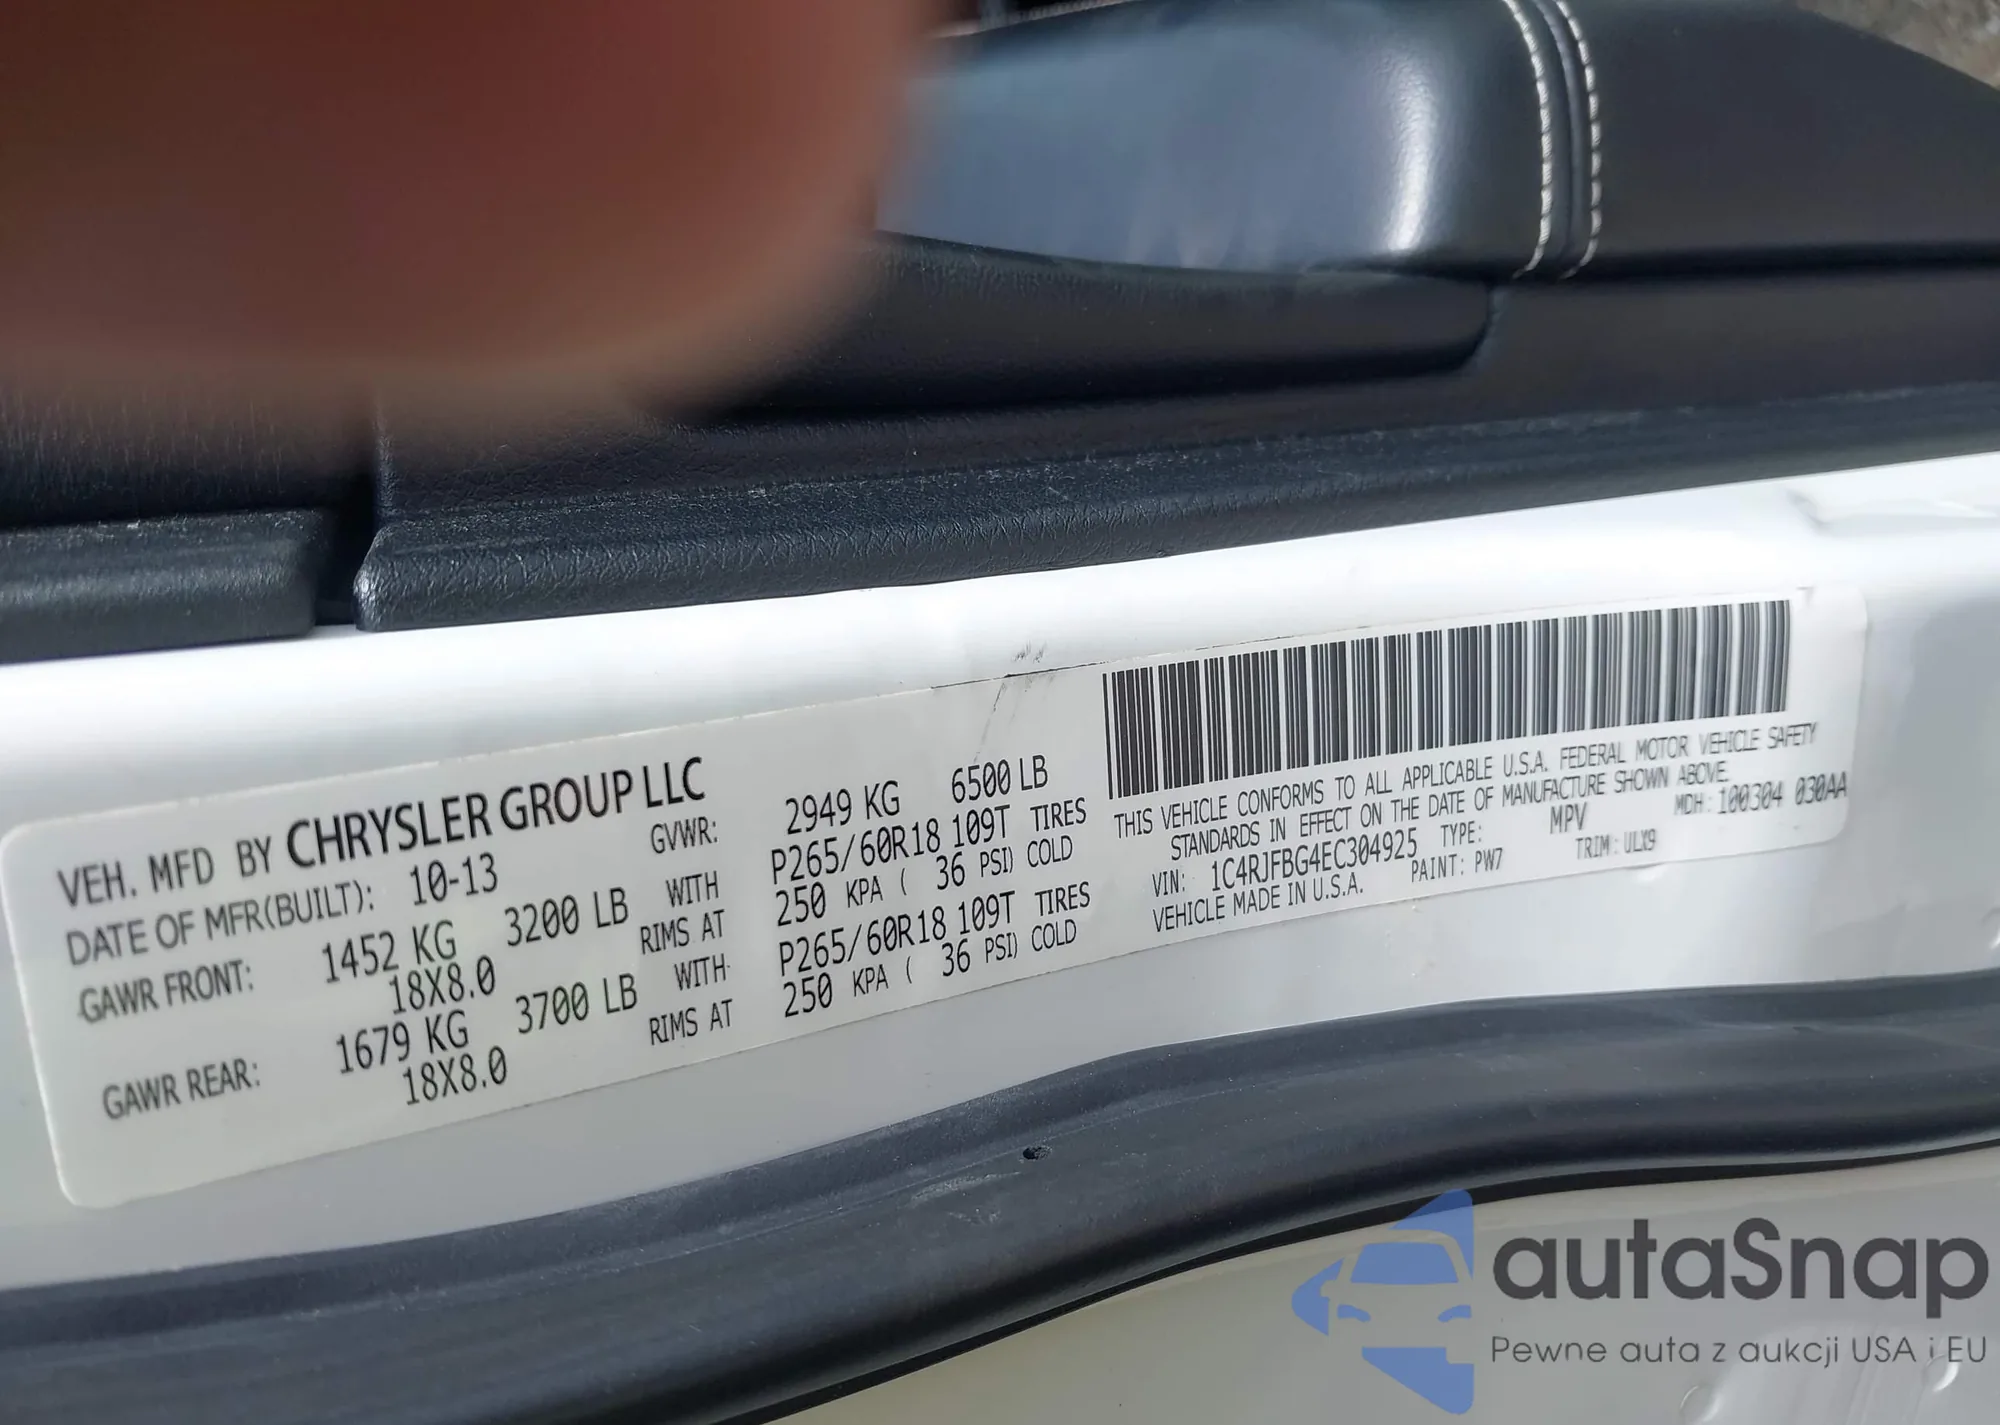 VEH. MFD BY CHRYSLER GROUP LLC
DATE OF MFR(BUILT): 10-13 GVWR: 2949 KG 6500 LB
GAWR FRONT: 1452 KG 3200 LB WITH P265/60R18 109T TIRES
18X8.0 RIMS AT 250 KPA ( 36 PSI) COLD
GAWR REAR: 1679 KG 3700 LB WITH P265/60R18 109T TIRES
18X8.0 RIMS AT 250 KPA ( 36 PSI) COLD
THIS VEHICLE CONFORMS TO ALL APPLICABLE U.S.A. FEDERAL MOTOR VEHICLE SAFETY
STANDARDS IN EFFECT ON THE DATE OF MANUFACTURE SHOWN ABOVE.
MDH: 100304 030AA
VIN: 1C4RJFBG4EC304925 TYPE: MPV
VEHICLE MADE IN U.S.A. PAINT: PW7 TRIM: ULX9
autaSnap
Pewne auta z aukcji USA i EU